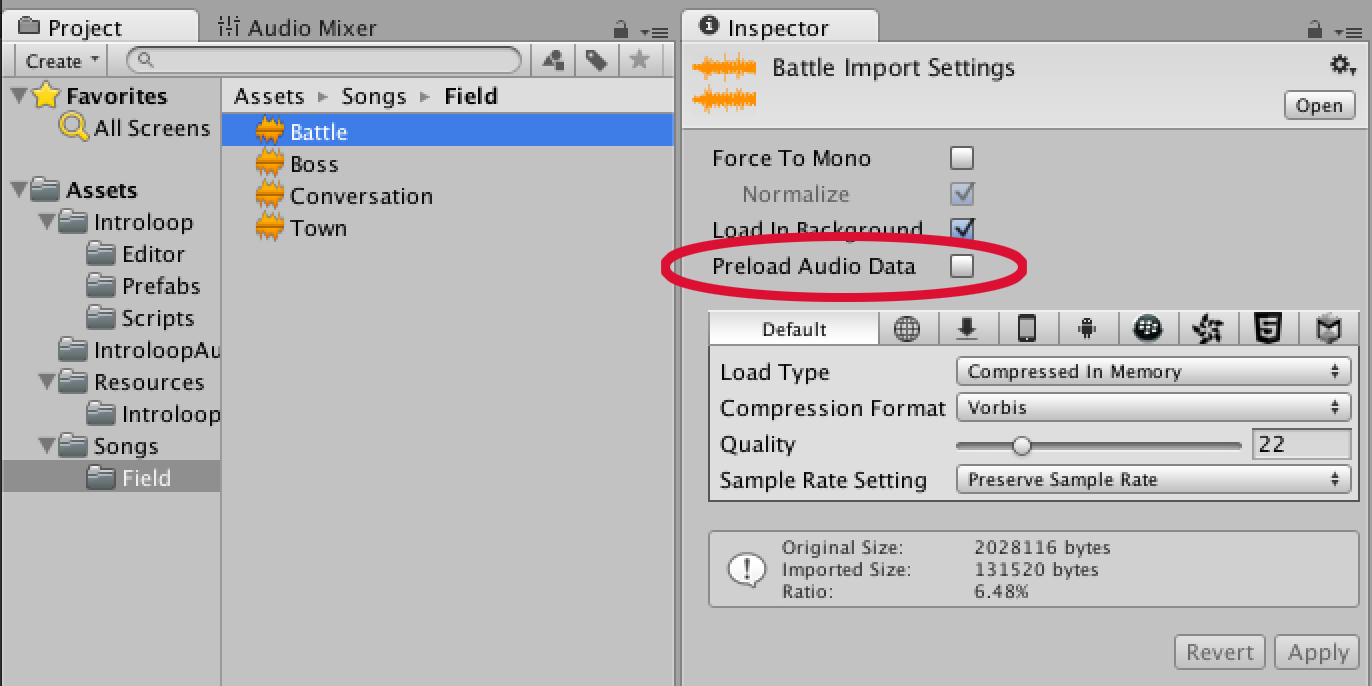 Project
Audio Mixer
Create
Favorites
All Screens
Assets
Introloop
Editor
Prefabs
Scripts
IntroloopAu
Resources
Introloop
Songs
Field
Assets ▸ Songs ▸ Field
Battle
Boss
Conversation
Town
Inspector
Battle Import Settings
Open
Force To Mono
Normalize
Load In Background
Preload Audio Data
Default
Load Type Compressed In Memory
Compression Format Vorbis
Quality 22
Sample Rate Setting Preserve Sample Rate
Original Size: 2028116 bytes
Imported Size: 131520 bytes
Ratio: 6.48%
Revert Apply